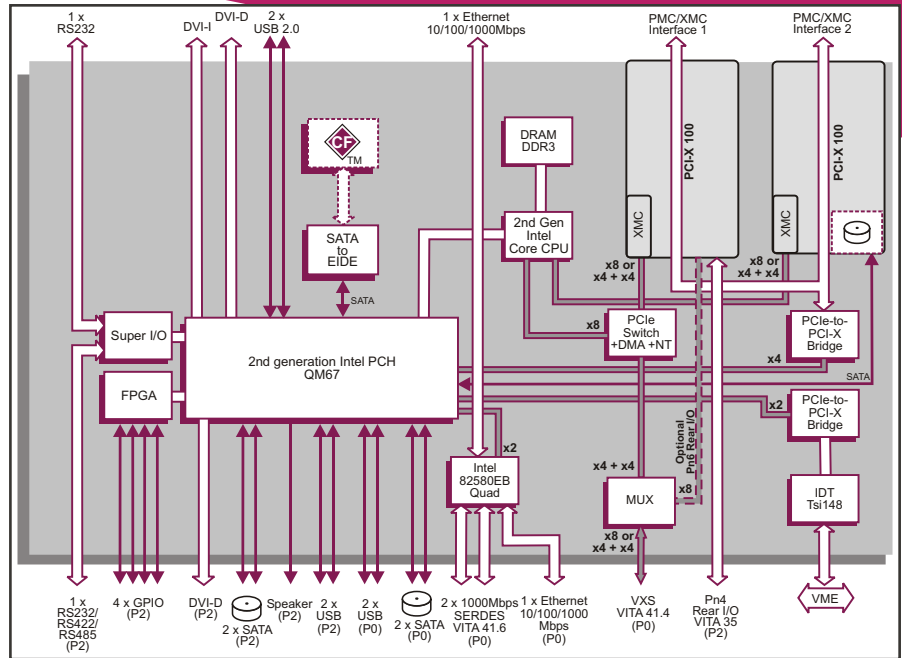 1 x
RS232
DVI-I
DVI-D
2 x
USB 2.0
1 x Ethernet
10/100/1000Mbps
PMC/XMC
Interface 1
PMC/XMC
Interface 2
CF
TM
DRAM
DDR3
PCI-X 100
PCI-X 100
XMC
XMC
SATA
to
EIDE
2nd Gen
Intel
Core CPU
x8 or
x4 + x4
x8 or
x4 + x4
SATA
Super I/O
2nd generation Intel PCH
QM67
x8
PCIe
Switch
+DMA +NT
PCIe-to-
PCI-X
Bridge
x4
SATA
FPGA
x2
PCIe-to-
PCI-X
Bridge
Optional
Pn6 Rear I/O
x2
Intel
82580EB
Quad
x4 + x4
MUX
x8
IDT
Tsi148
x8 or
x4 + x4
1 x
RS232/
RS422/
RS485
(P2)
4 x GPIO
(P2)
DVI-D
(P2)
2 x SATA
(P2)
Speaker
(P2)
2 x
USB
(P2)
2 x
USB
(P0)
2 x SATA
(P0)
2 x 1000Mbps
SERDES
VITA 41.6
(P0)
1 x Ethernet
10/100/1000
Mbps
(P0)
VXS
VITA 41.4
(P0)
Pn4
Rear I/O
VITA 35
(P2)
VME